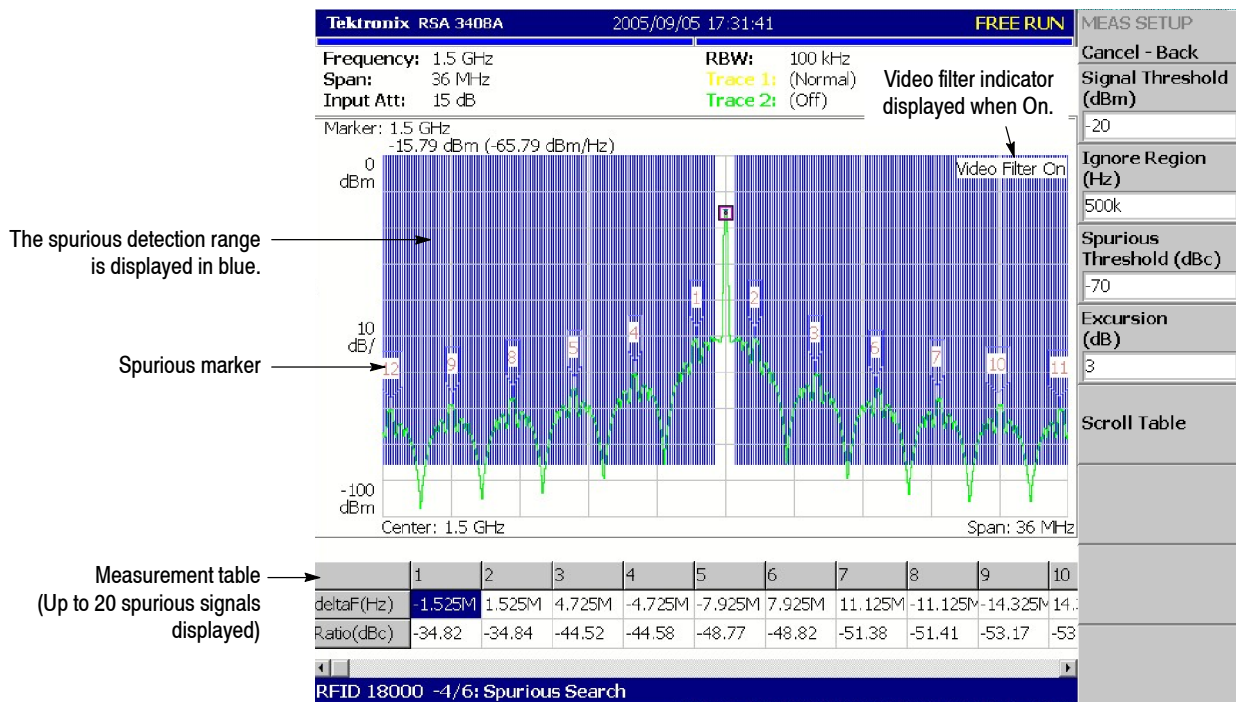 Tektronix RSA 3408A 2005/09/05 17:31:41 FREE RUN
Frequency: 1.5 GHz
Span: 36 MHz
Input Att: 15 dB
RBW: 100 kHz
Trace 1: (Normal)
Trace 2: (Off)
Video filter indicator
displayed when On.
Marker: 1.5 GHz
-15.79 dBm (-65.79 dBm/Hz)
0
dBm
Video Filter On
The spurious detection range
is displayed in blue.
10
dB/
Spurious marker
12
9
8
5
4
1
2
3
6
7
10
11
-100
dBm
Center: 1.5 GHz
Span: 36 MHz
Measurement table
(Up to 20 spurious signals
displayed)
1 2 3 4 5 6 7 8 9 10
deltaF(Hz) -1.525M 1.525M 4.725M -4.725M -7.925M 7.925M 11.125M -11.125M -14.325M 14.
Ratio(dBc) -34.82 -34.84 -44.52 -44.58 -48.77 -48.82 -51.38 -51.41 -53.17 -53
RFID 18000 -4/6: Spurious Search
MEAS SETUP
Cancel - Back
Signal Threshold
(dBm)
-20
Ignore Region
(Hz)
500k
Spurious
Threshold (dBc)
-70
Excursion
(dB)
3
Scroll Table